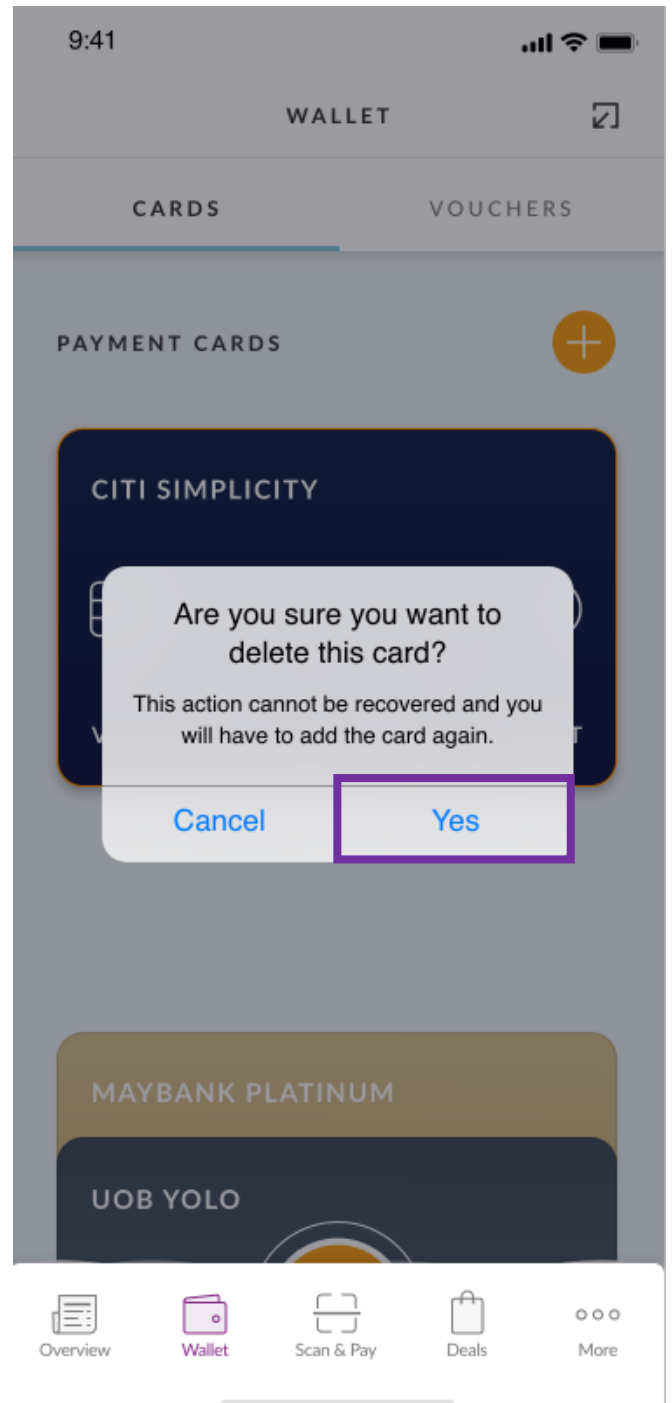 9:41
WALLET
CARDS VOUCHERS
PAYMENT CARDS
CITI SIMPLICITY
Are you sure you want to
delete this card?
This action cannot be recovered and you
will have to add the card again.
V T
Cancel Yes
MAYBANK PLATINUM
UOB YOLO
Overview Wallet Scan & Pay Deals More